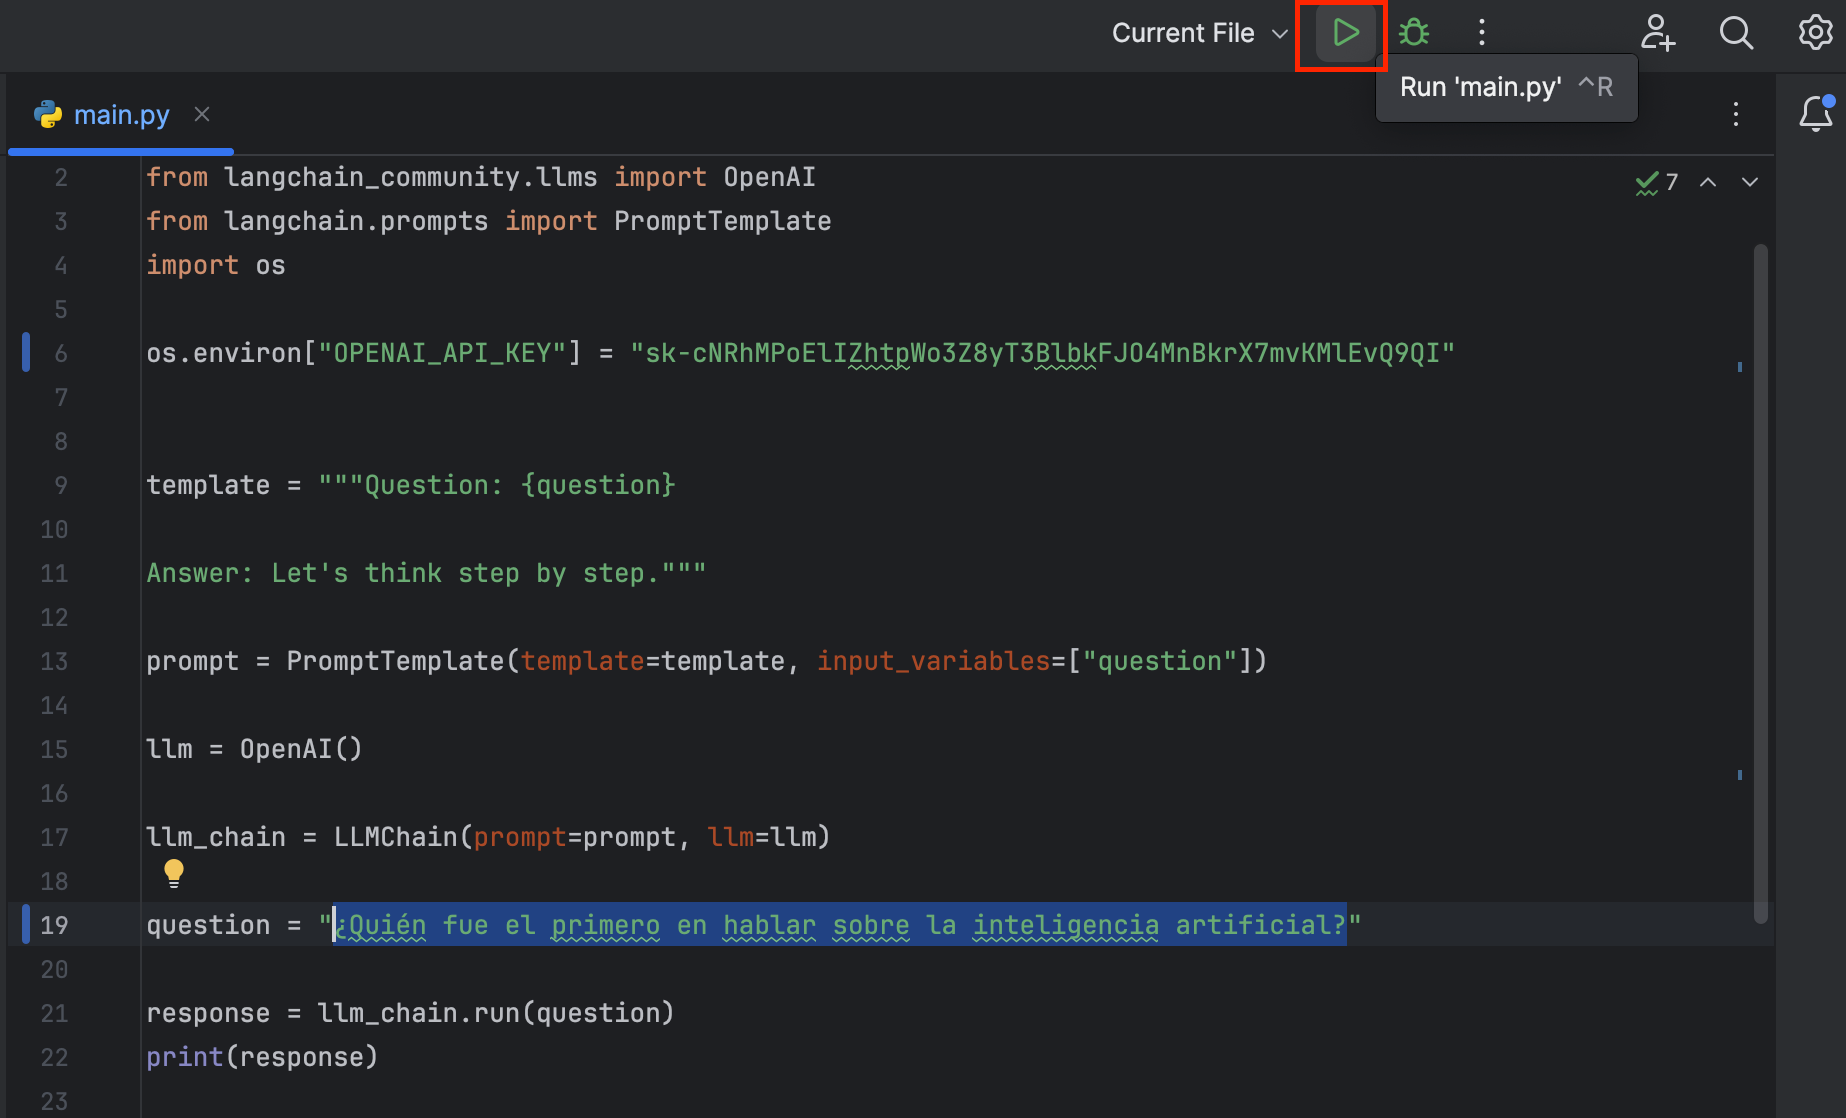 Current File
Run 'main.py' ^R
main.py
7
2 from langchain_community.llms import OpenAI
3 from langchain.prompts import PromptTemplate
4 import os
5
6 os.environ["OPENAI_API_KEY"] = "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"
7
8
9 template = """Question: {question}
10
11 Answer: Let's think step by step."""
12
13 prompt = PromptTemplate(template=template, input_variables=["question"])
14
15 llm = OpenAI()
16
17 llm_chain = LLMChain(prompt=prompt, llm=llm)
18
19 question = "¿Quién fue el primero en hablar sobre la inteligencia artificial?"
20
21 response = llm_chain.run(question)
22 print(response)
23